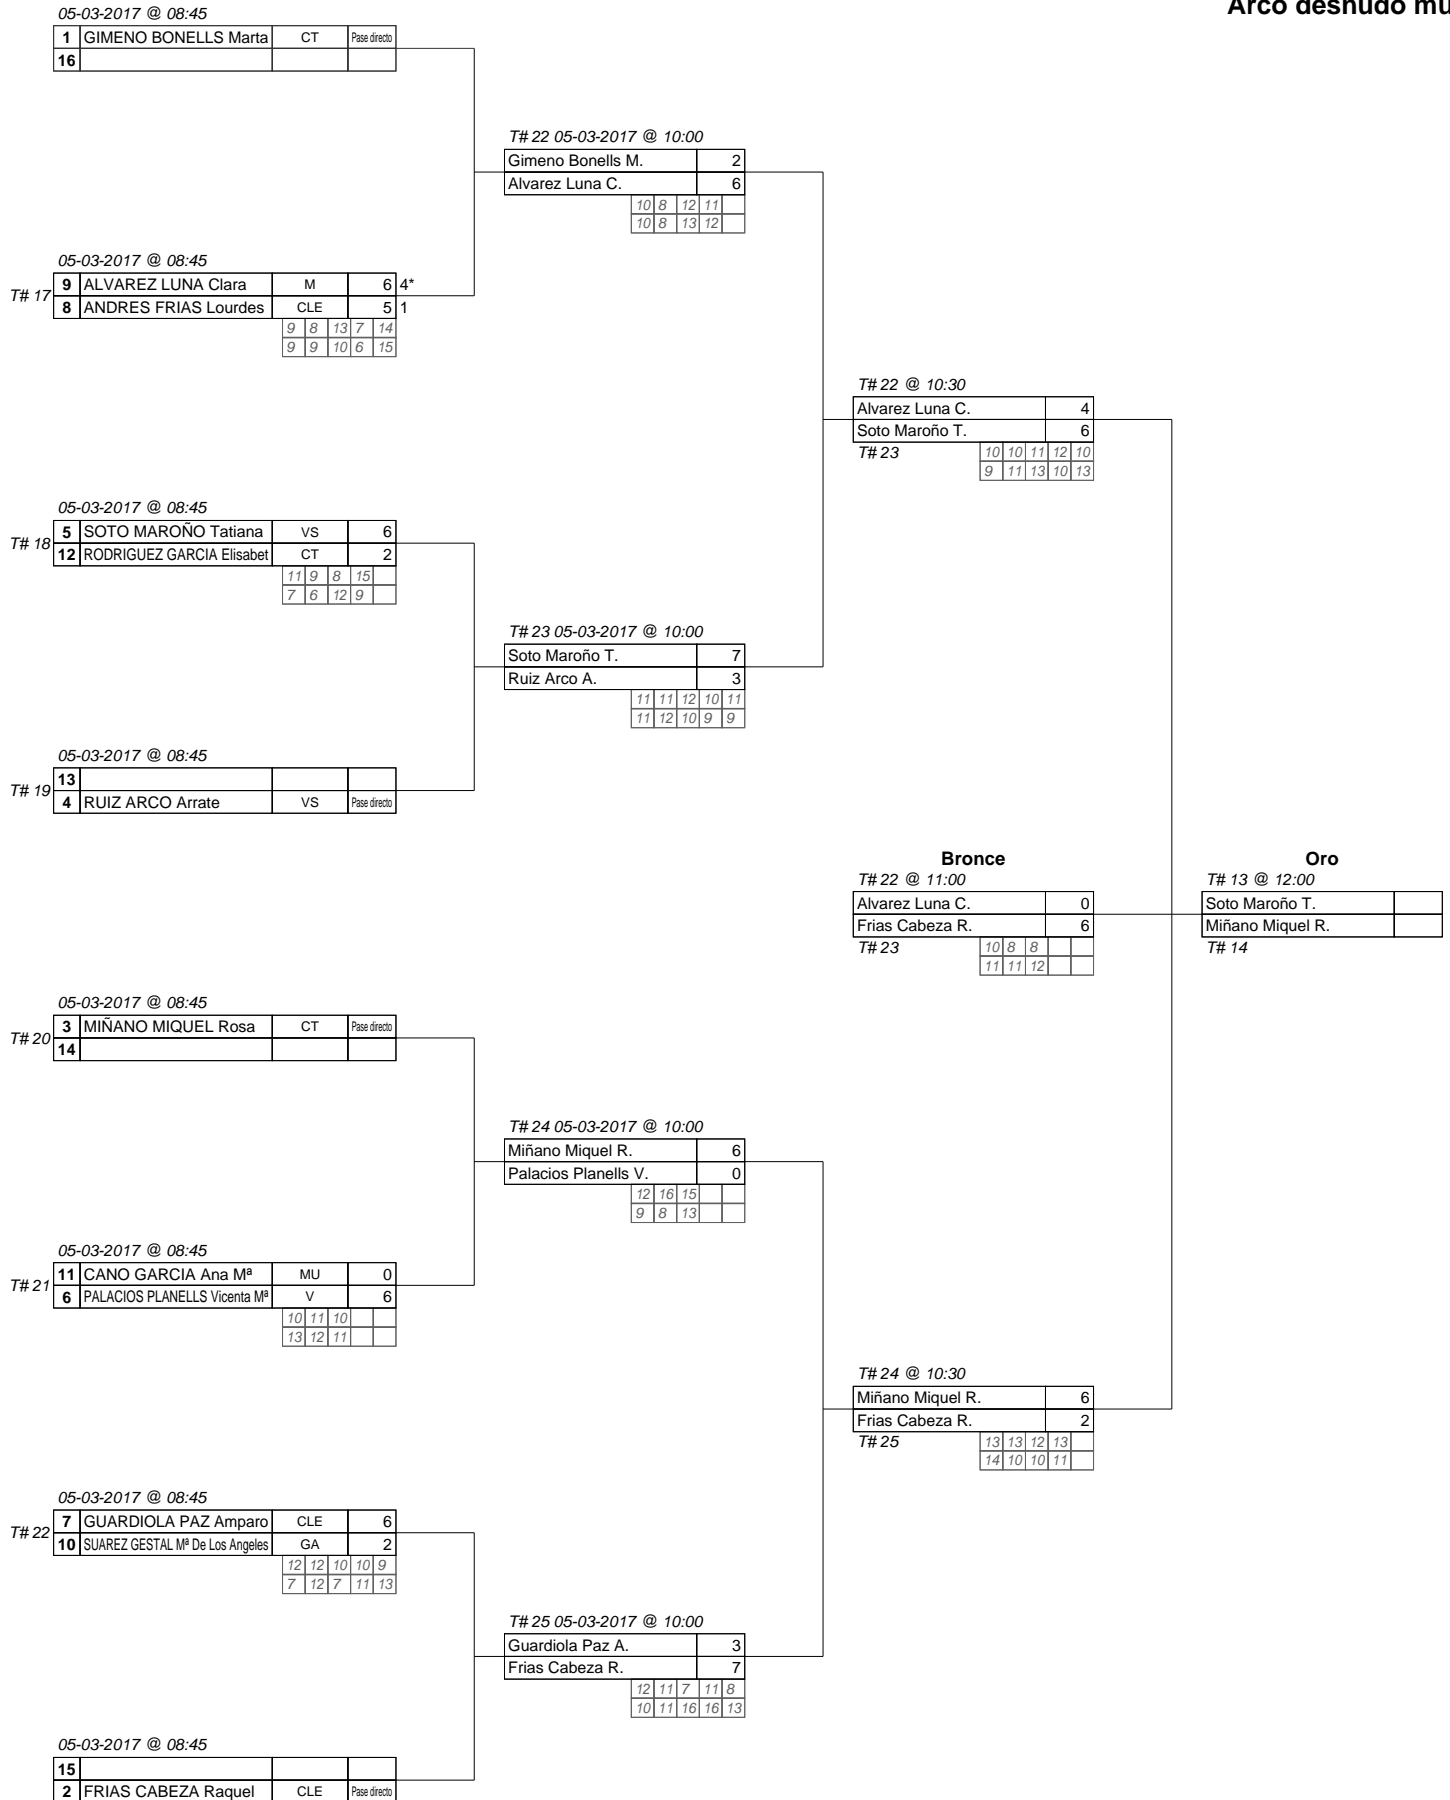 Arco desnudo mu
05-03-2017 @ 08:45
1 GIMENO BONELLS Marta CT Pase directo
16
T# 22 05-03-2017 @ 10:00
Gimeno Bonells M. 2
Alvarez Luna C. 6
10 8 12 11
10 8 13 12
05-03-2017 @ 08:45
T# 17
9 ALVAREZ LUNA Clara M 6 4*
8 ANDRES FRIAS Lourdes CLE 5 1
9 8 13 7 14
9 9 10 6 15
T# 22 @ 10:30
Alvarez Luna C. 4
Soto Maroño T. 6
T# 23 10 10 11 12 10
9 11 13 10 13
05-03-2017 @ 08:45
T# 18
5 SOTO MAROÑO Tatiana VS 6
12 RODRIGUEZ GARCIA Elisabet CT 2
11 9 8 15
7 6 12 9
T# 23 05-03-2017 @ 10:00
Soto Maroño T. 7
Ruiz Arco A. 3
11 11 12 10 11
11 12 10 9 9
05-03-2017 @ 08:45
T# 19
13
4 RUIZ ARCO Arrate VS Pase directo
Bronce
T# 22 @ 11:00
Alvarez Luna C. 0
Frias Cabeza R. 6
T# 23 10 8 8
11 11 12
Oro
T# 13 @ 12:00
Soto Maroño T.
Miñano Miquel R.
T# 14
05-03-2017 @ 08:45
T# 20
3 MIÑANO MIQUEL Rosa CT Pase directo
14
T# 24 05-03-2017 @ 10:00
Miñano Miquel R. 6
Palacios Planells V. 0
12 16 15
9 8 13
05-03-2017 @ 08:45
T# 21
11 CANO GARCIA Ana Mª MU 0
6 PALACIOS PLANELLS Vicenta Mª V 6
10 11 10
13 12 11
T# 24 @ 10:30
Miñano Miquel R. 6
Frias Cabeza R. 2
T# 25 13 13 12 13
14 10 10 11
05-03-2017 @ 08:45
T# 22
7 GUARDIOLA PAZ Amparo CLE 6
10 SUAREZ GESTAL Mª De Los Angeles GA 2
12 12 10 10 9
7 12 7 11 13
T# 25 05-03-2017 @ 10:00
Guardiola Paz A. 3
Frias Cabeza R. 7
12 11 7 11 8
10 11 16 16 13
05-03-2017 @ 08:45
15
2 FRIAS CABEZA Raquel CLE Pase directo